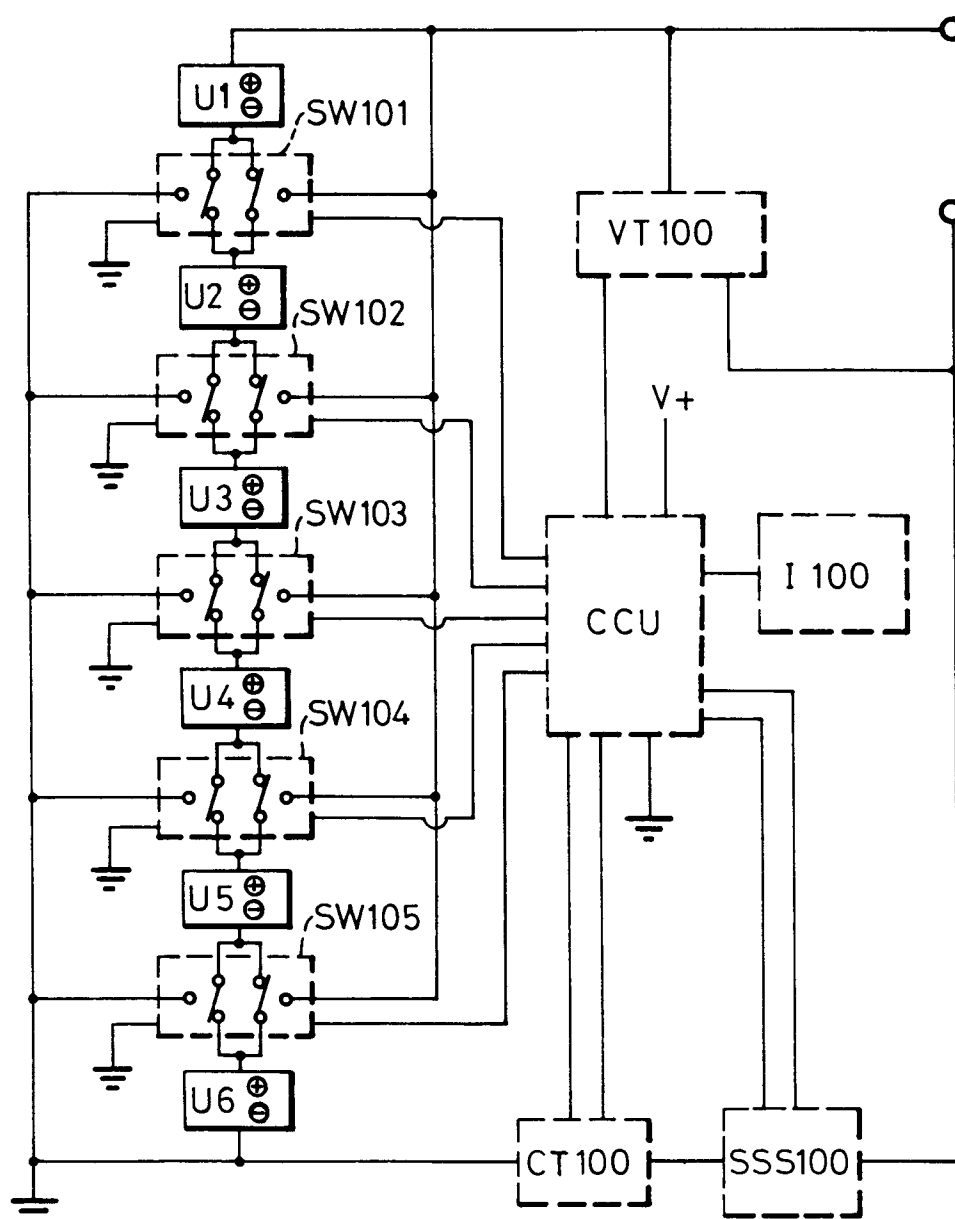 U1 ⊕
⊖
SW101
VT100
U2 ⊕
⊖
SW102
V+
U3 ⊕
⊖
SW103
I 100
CCU
U4 ⊕
⊖
SW104
U5 ⊕
⊖
SW105
U6 ⊕
⊖
CT100
SSS100